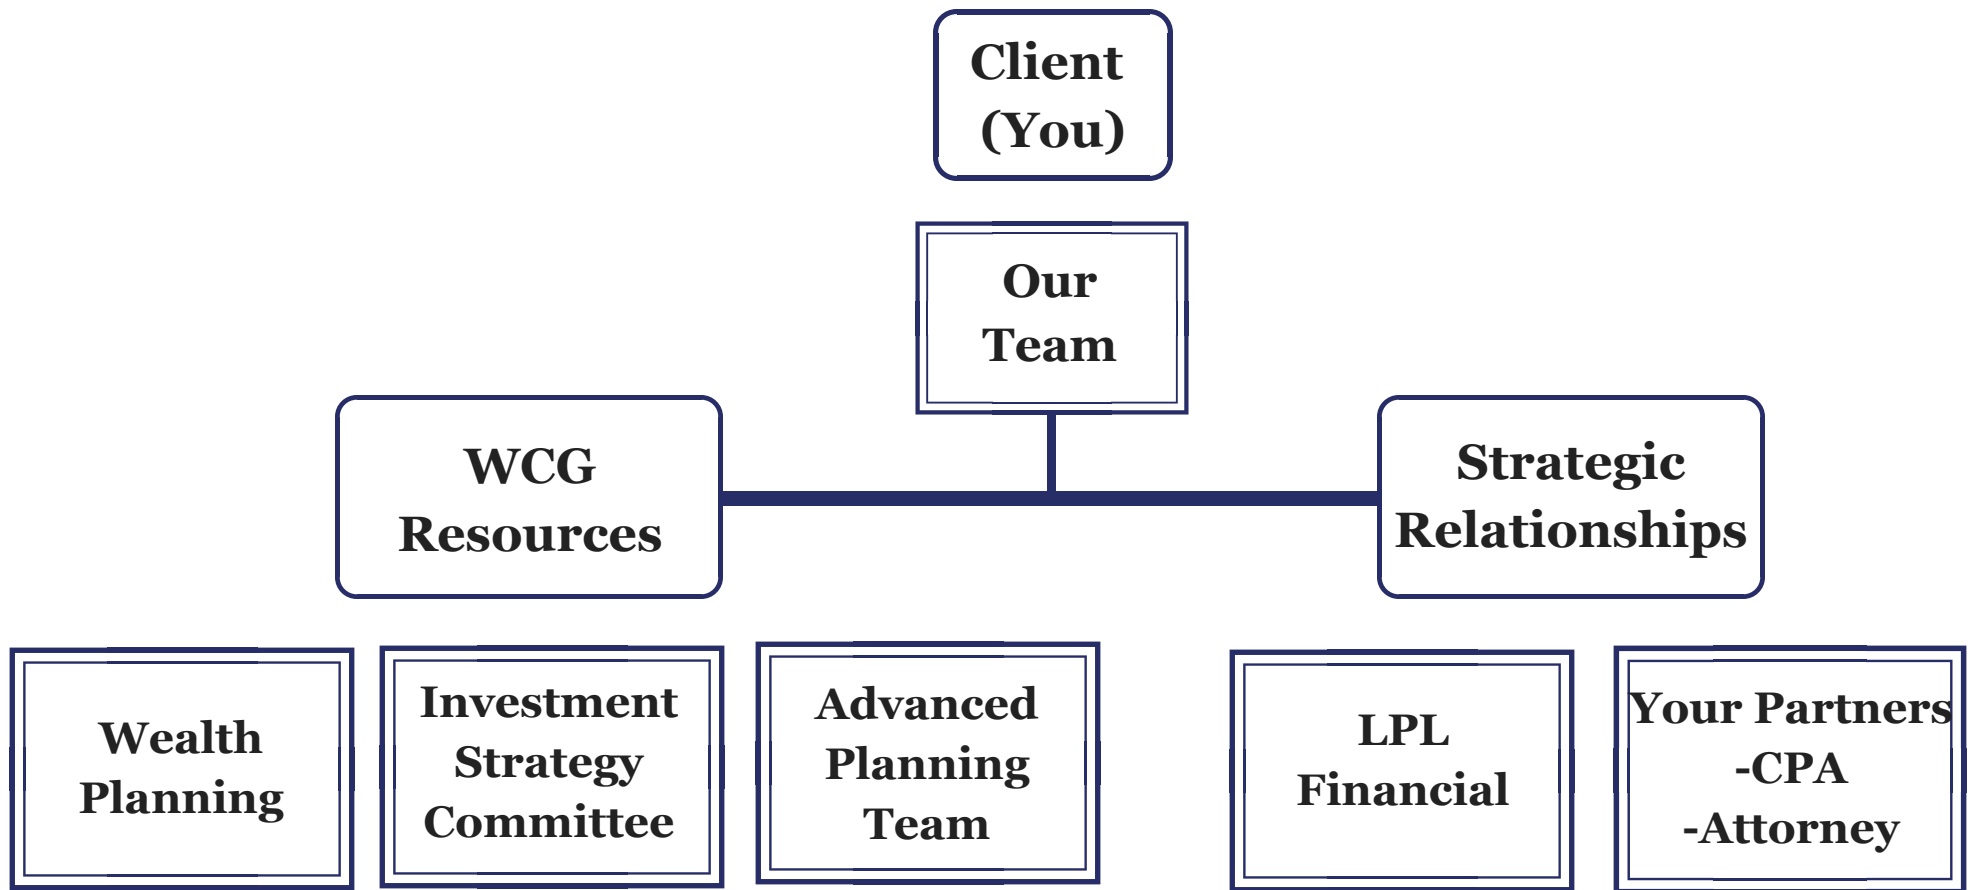 Client
(You)
Our
Team
WCG
Resources
Strategic
Relationships
Wealth
Planning
Investment
Strategy
Committee
Advanced
Planning
Team
LPL
Financial
Your Partners
-CPA
-Attorney